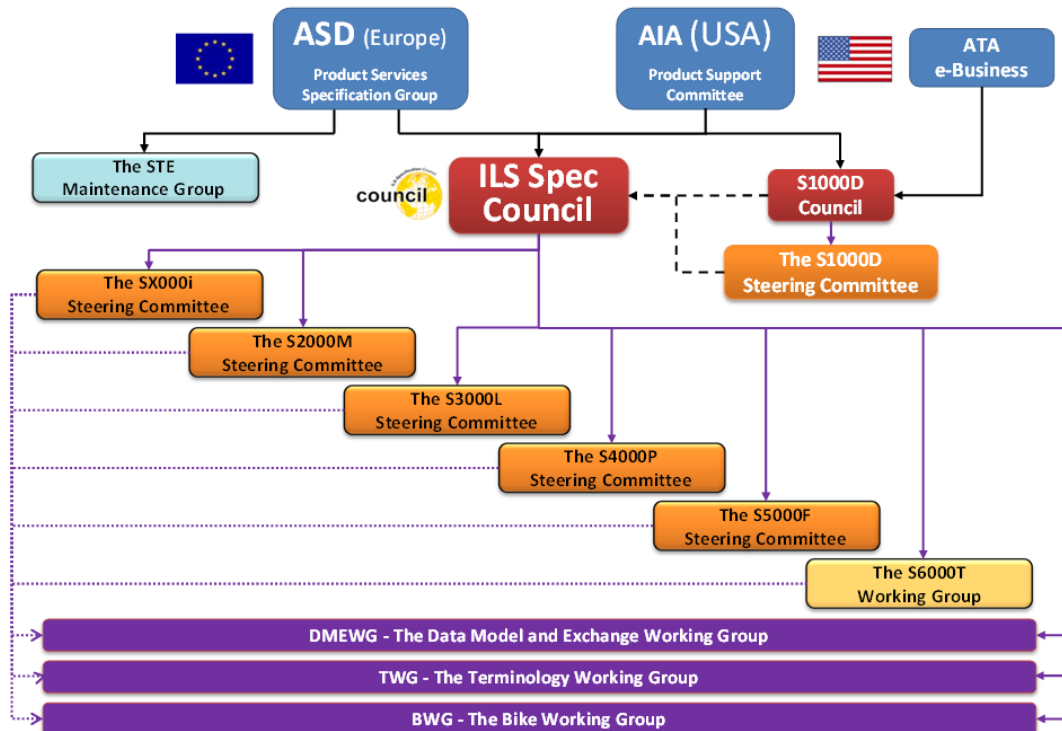 ASD (Europe)
Product Services
Specification Group
AIA (USA)
Product Support
Committee
ATA
e-Business
The STE
Maintenance Group
council
ILS Spec
Council
S1000D
Council
The S1000D
Steering Committee
The SX000i
Steering Committee
The S2000M
Steering Committee
The S3000L
Steering Committee
The S4000P
Steering Committee
The S5000F
Steering Committee
The S6000T
Working Group
DMEWG - The Data Model and Exchange Working Group
TWG - The Terminology Working Group
BWG - The Bike Working Group